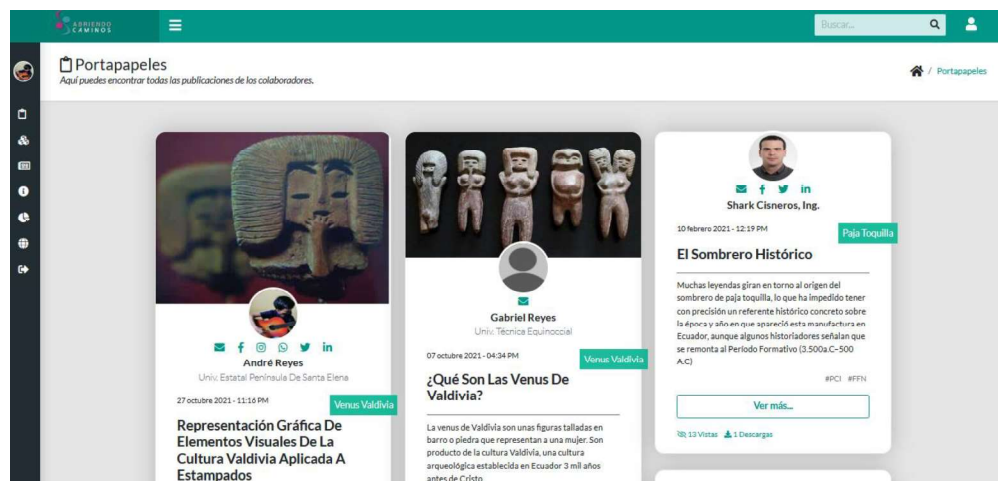 ABRIENDO
CAMINOS
Buscar...
Portapapeles
Aquí puedes encontrar todas las publicaciones de los colaboradores.
/ Portapapeles
André Reyes
Univ. Estatal Península De Santa Elena
27 octubre 2021 - 11:16 PM
Venus Valdivia
Representación Gráfica De
Elementos Visuales De La
Cultura Valdivia Aplicada A
Estampados
Gabriel Reyes
Univ. Técnica Equinoccial
07 octubre 2021 - 04:34 PM
Venus Valdivia
¿Qué Son Las Venus De
Valdivia?
La venus de Valdivia son unas figuras talladas en
barro o piedra que representan a una mujer. Son
producto de la cultura Valdivia, una cultura
arqueológica establecida en Ecuador 3 mil años
antes de Cristo.
Shark Cisneros, Ing.
10 febrero 2021 - 12:19 PM
Paja Toquilla
El Sombrero Histórico
Muchas leyendas giran en torno al origen del
sombrero de paja toquilla, lo que ha impedido tener
con precisión un referente histórico concreto sobre
la época y año en que apareció esta manufactura en
Ecuador, aunque algunos historiadores señalan que
se remonta al Período Formativo (3.500a.C–500
A.C)
#PCI #FFN
Ver más...
13 Vistas 1 Descargas